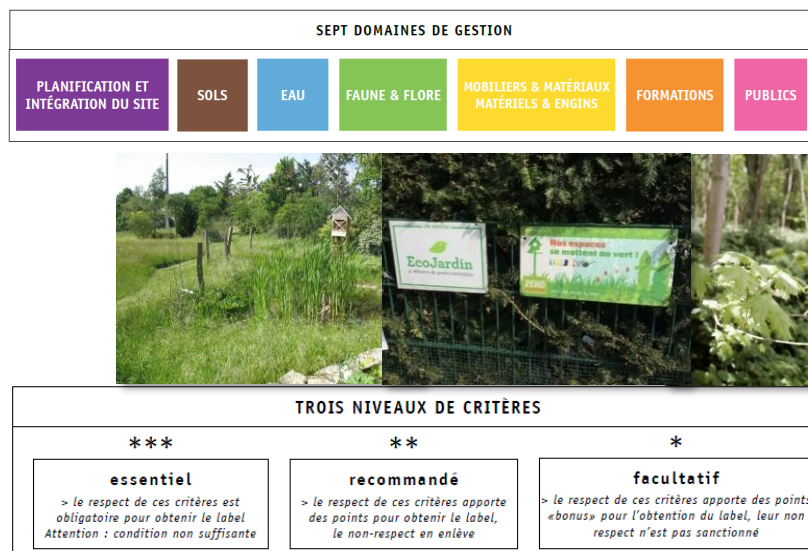 SEPT DOMAINES DE GESTION
PLANIFICATION ET
INTÉGRATION DU SITE
SOLS
EAU
FAUNE & FLORE
MOBILIERS & MATÉRIAUX
MATÉRIELS & ENGINS
FORMATIONS
PUBLICS
EcoJardin
Nos espaces
se mettent au vert !
ZÉRO
TROIS NIVEAUX DE CRITÈRES
***
essentiel
> le respect de ces critères est
obligatoire pour obtenir le label
Attention : condition non suffisante
**
recommandé
> le respect de ces critères apporte
des points pour obtenir le label,
le non-respect en enlève
*
facultatif
> le respect de ces critères apporte des points
«bonus» pour l'obtention du label, leur non
respect n'est pas sanctionné